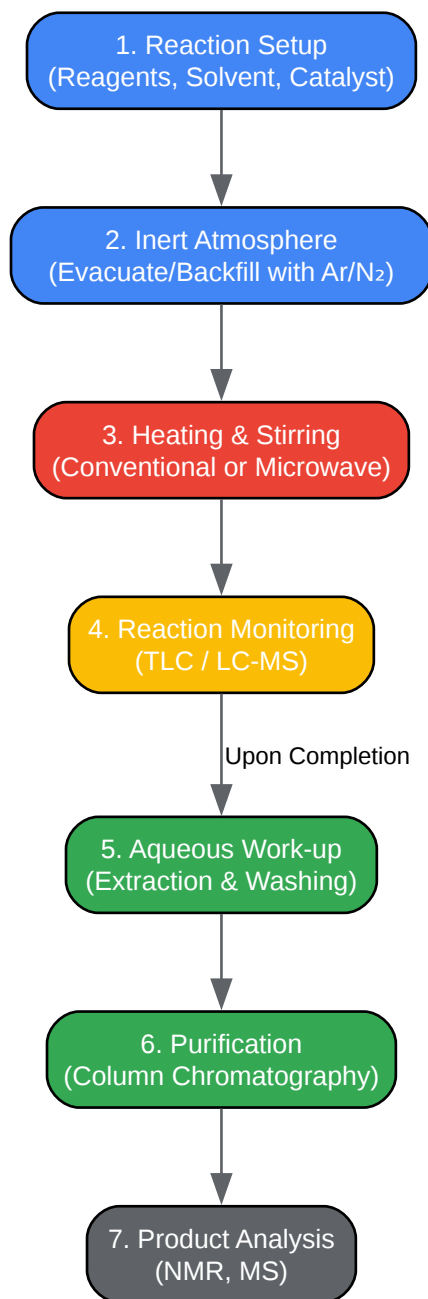 1. Reaction Setup
(Reagents, Solvent, Catalyst)
2. Inert Atmosphere
(Evacuate/Backfill with Ar/N₂)
3. Heating & Stirring
(Conventional or Microwave)
4. Reaction Monitoring
(TLC / LC-MS)
Upon Completion
5. Aqueous Work-up
(Extraction & Washing)
6. Purification
(Column Chromatography)
7. Product Analysis
(NMR, MS)